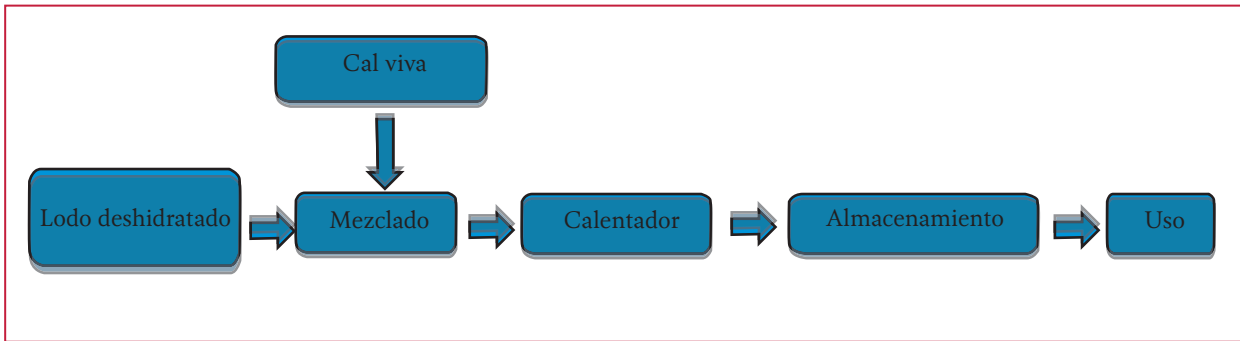 Cal viva
Lodo deshidratado
Mezclado
Calentador
Almacenamiento
Uso